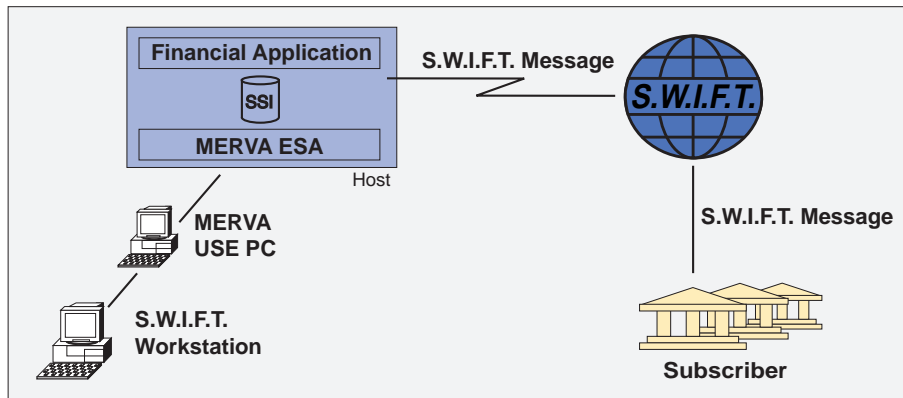 Financial Application
SSI
MERVA ESA
Host
S.W.I.F.T. Message
S.W.I.F.T.
MERVA
USE PC
S.W.I.F.T. Message
S.W.I.F.T.
Workstation
Subscriber